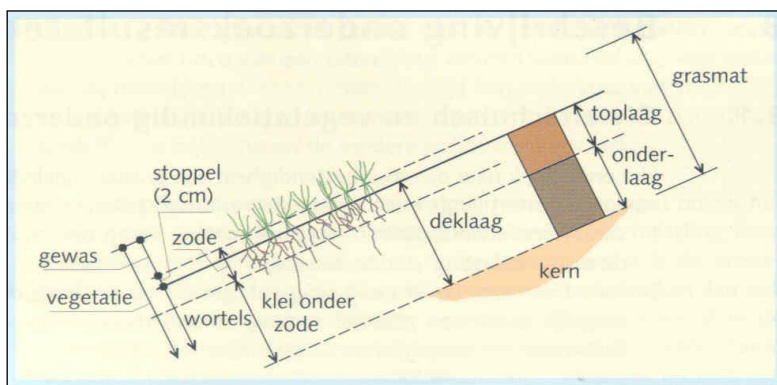 grasmat
toplaag
onder-
laag
stoppel
(2 cm)
zode
deklaag
gewas
kern
vegetatie
wortels
klei onder
zode